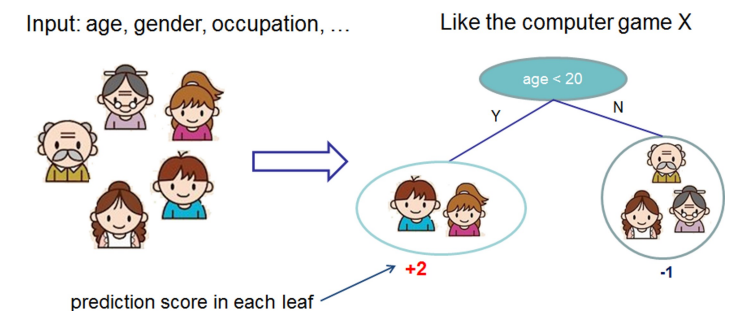 Input: age, gender, occupation, …
Like the computer game X
age < 20
Y
N
+2
-1
prediction score in each leaf